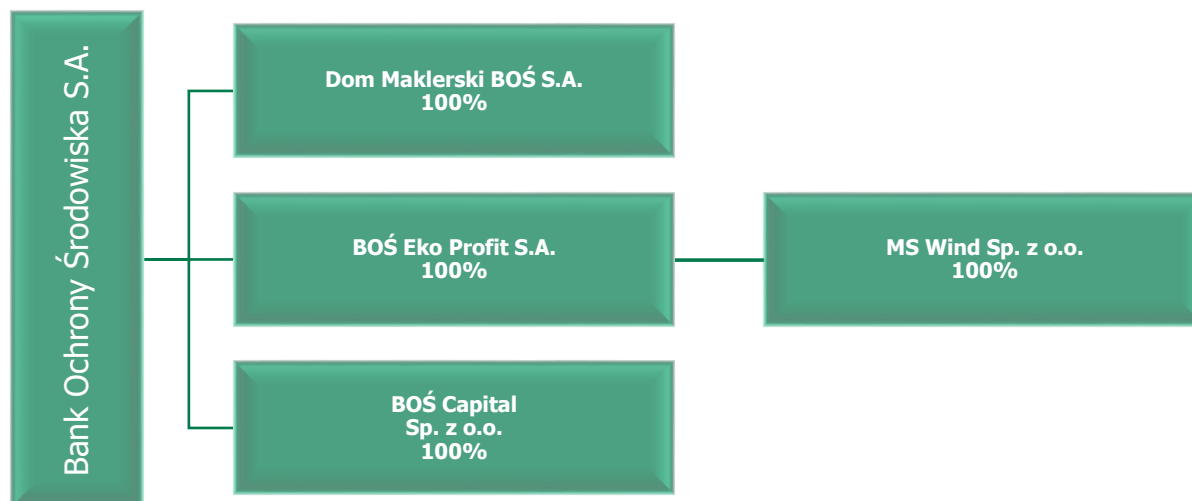 Bank Ochrony Środowiska S.A.
Dom Maklerski BOŚ S.A.
100%
BOŚ Eko Profit S.A.
100%
MS Wind Sp. z o.o.
100%
BOŚ Capital
Sp. z o.o.
100%